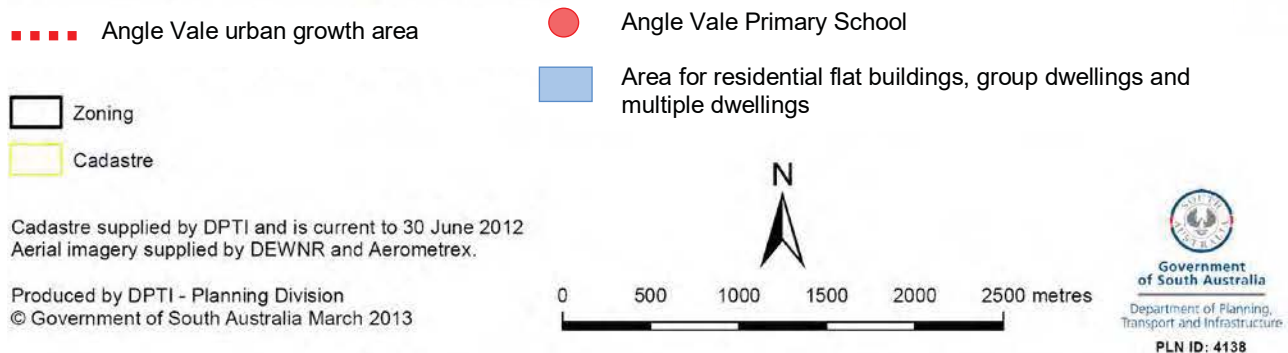 Angle Vale urban growth area
Angle Vale Primary School
Area for residential flat buildings, group dwellings and
multiple dwellings
Zoning
Cadastre
Cadastre supplied by DPTI and is current to 30 June 2012
Aerial imagery supplied by DEWNR and Aerometrex.
Produced by DPTI - Planning Division
© Government of South Australia March 2013
N
0 500 1000 1500 2000 2500 metres
SOUTH AUSTRALIA
Government
of South Australia
Department of Planning,
Transport and Infrastructure
PLN ID: 4138